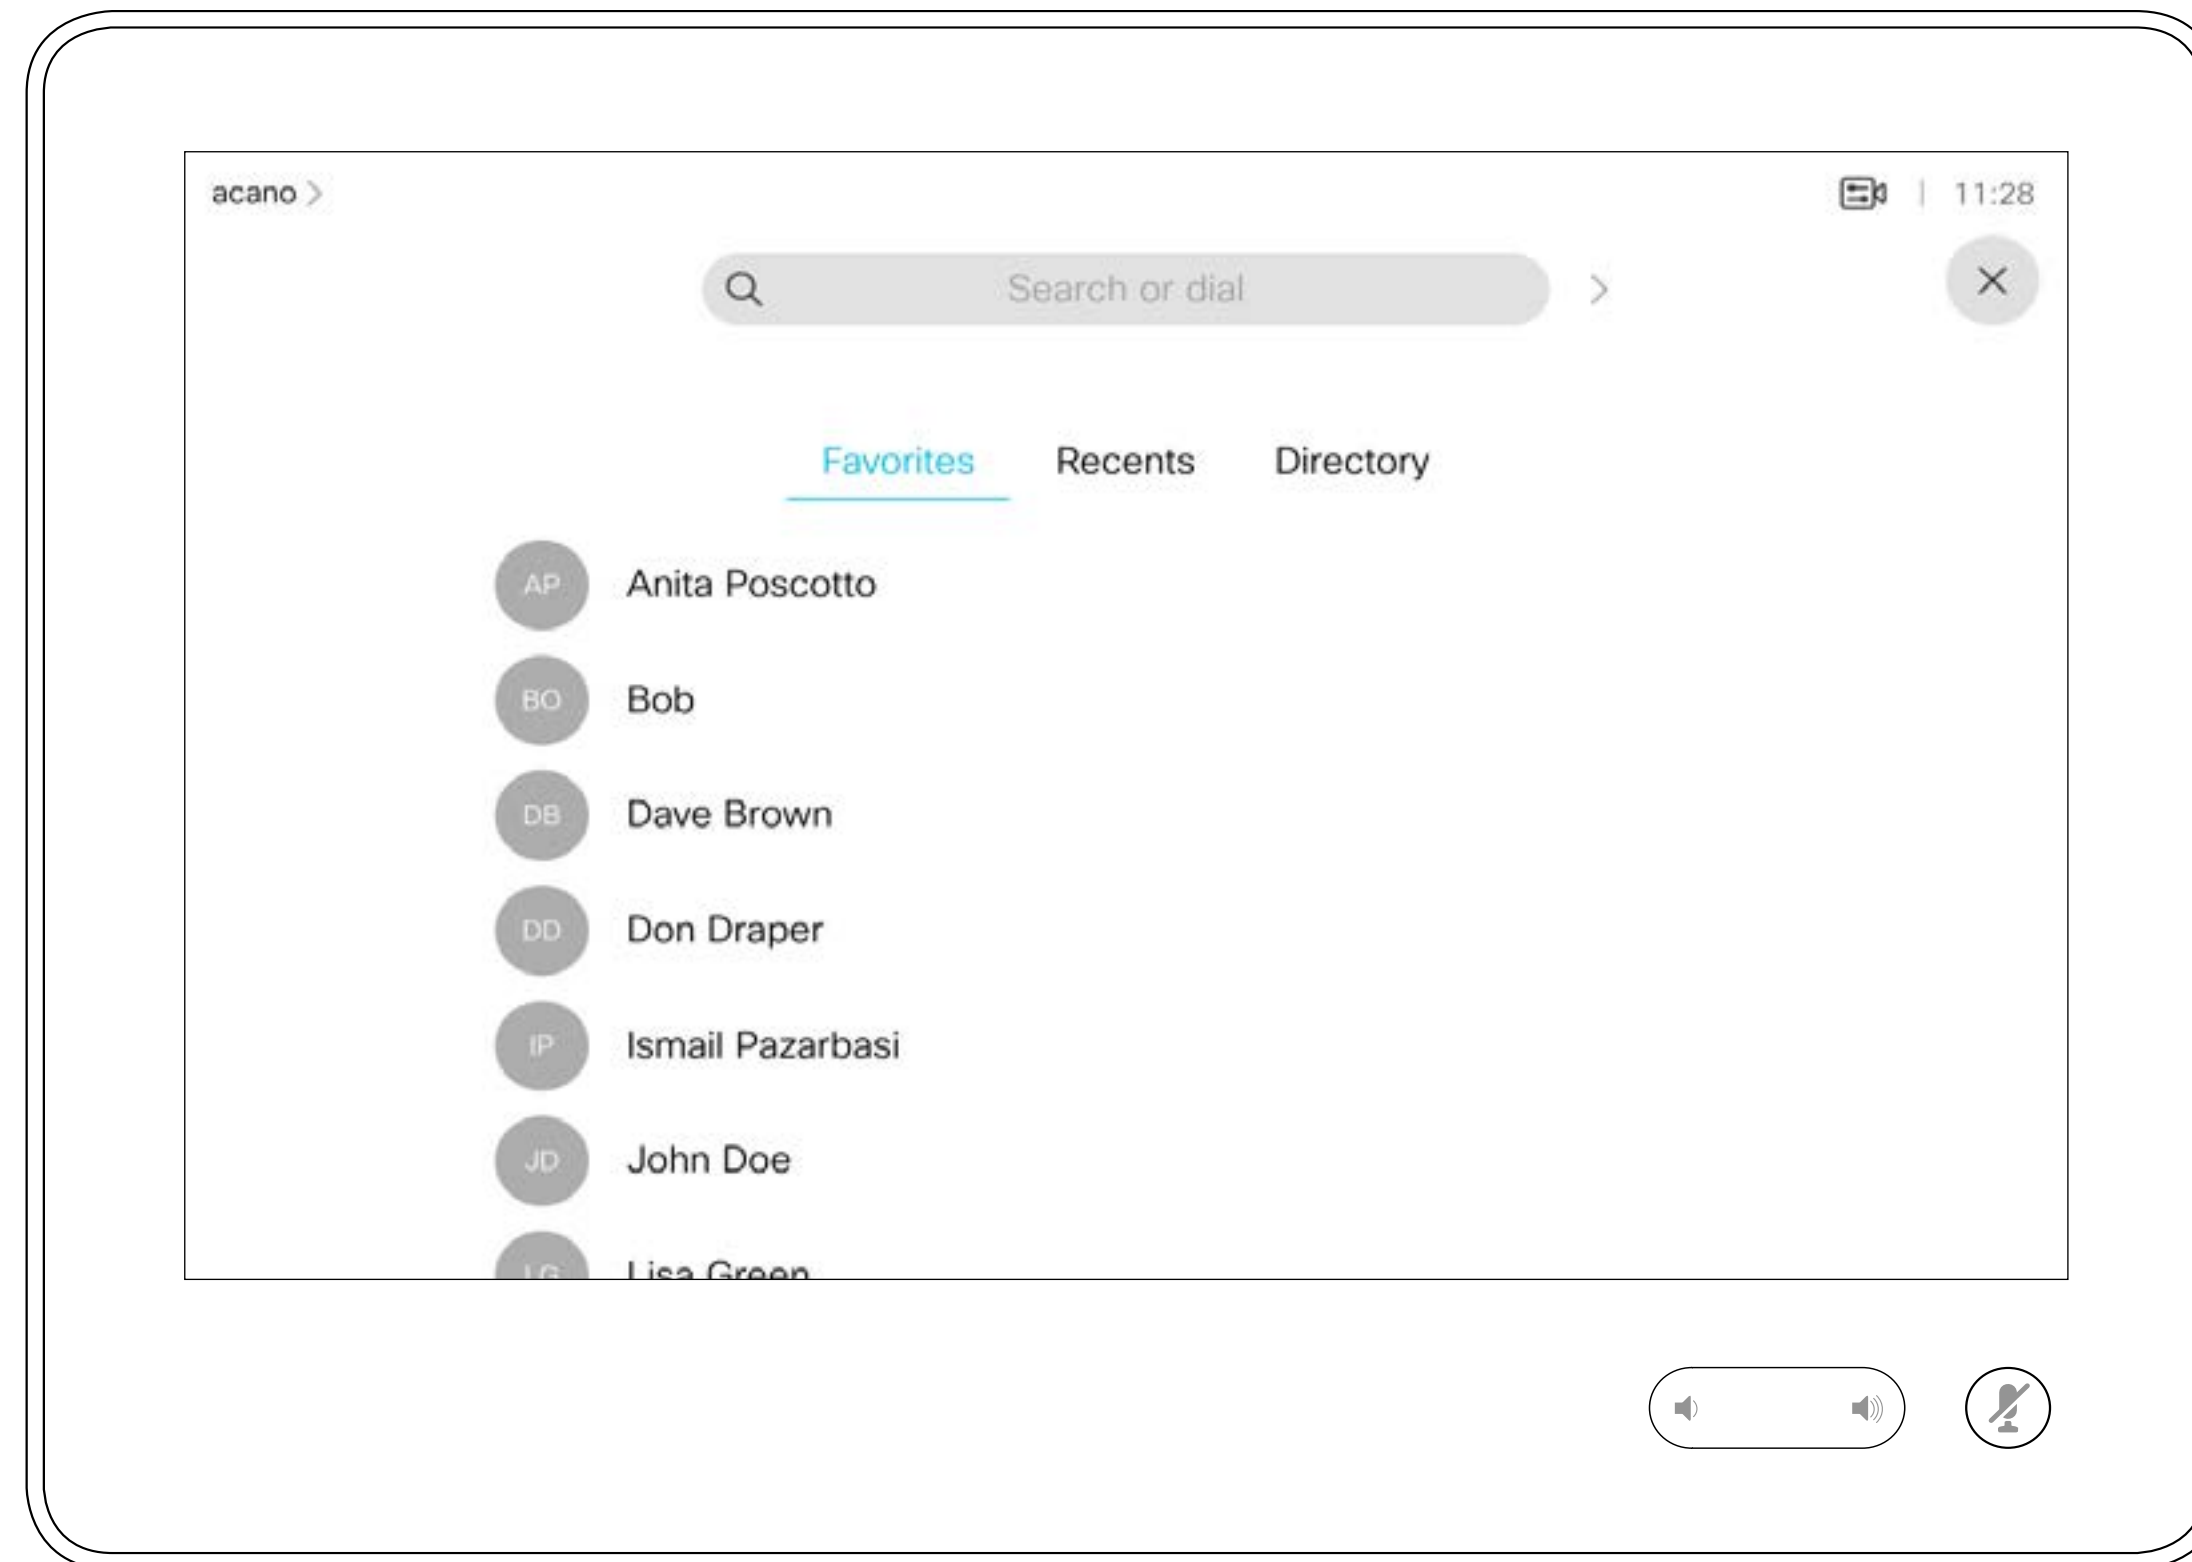 acano
11:28
Search or dial
Favorites Recents Directory
AP Anita Poscotto
BO Bob
DB Dave Brown
DD Don Draper
IP Ismail Pazarbasi
JD John Doe
LG Lisa Green